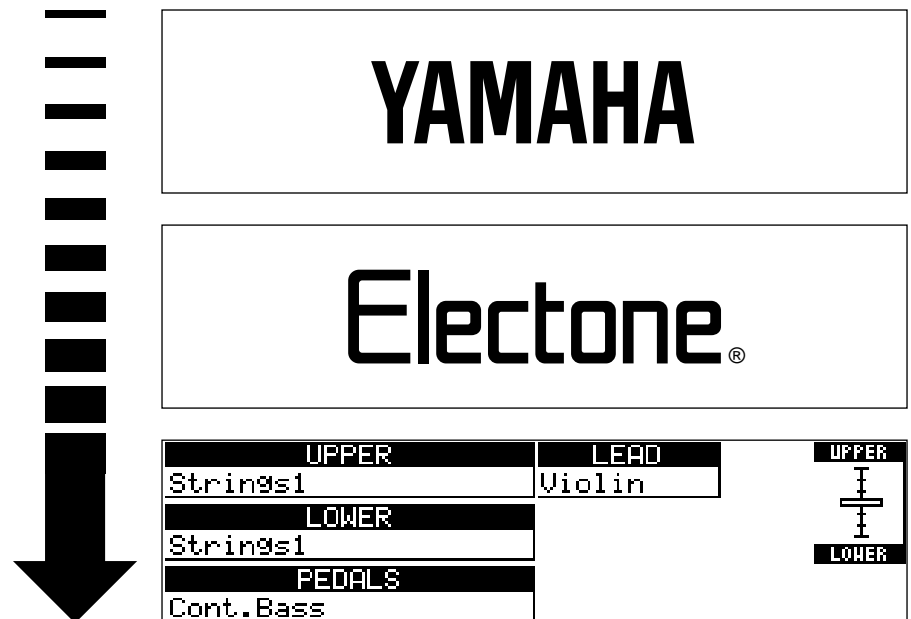 YAMAHA
Electone®
UPPER LEAD UPPER
Strings1 Violin
LOWER
Strings1 LOWER
PEDALS
Cont.Bass